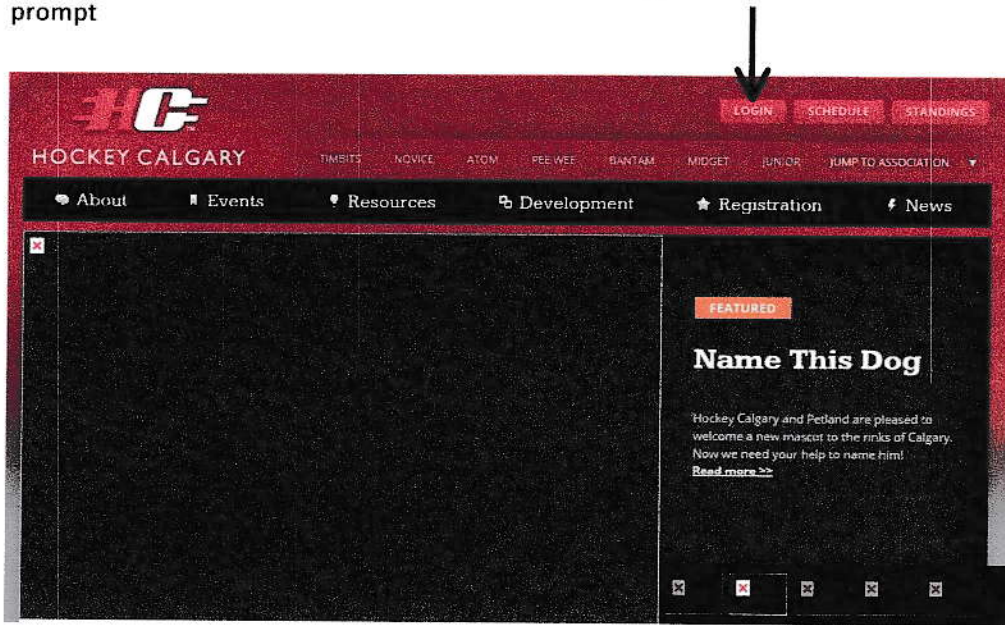 prompt
HC
LOGIN SCHEDULE STANDINGS
HOCKEY CALGARY
TIMBITS NOVICE ATOM PEE WEE BANTAM MIDGET JUNIOR JUMP TO ASSOCIATION
About Events Resources Development Registration News
FEATURED
Name This Dog
Hockey Calgary and Petland are pleased to
welcome a new mascot to the rinks of Calgary.
Now we need your help to name him!
Read more >>